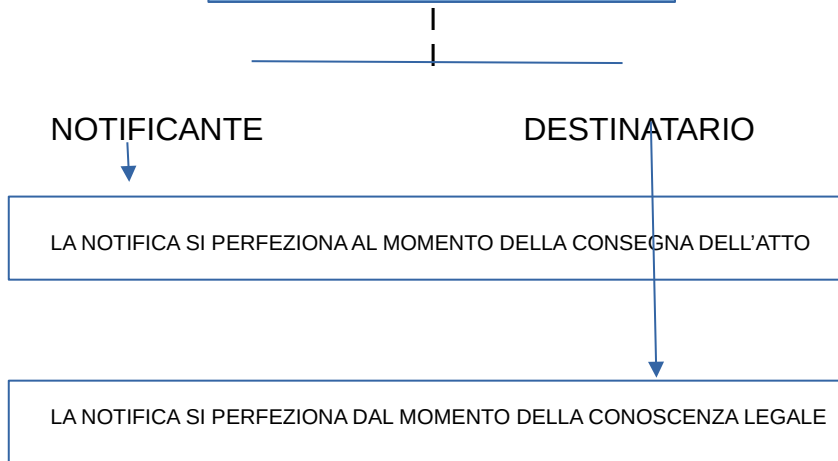 NOTIFICANTE DESTINATARIO
LA NOTIFICA SI PERFEZIONA AL MOMENTO DELLA CONSEGNA DELL’ATTO
LA NOTIFICA SI PERFEZIONA DAL MOMENTO DELLA CONOSCENZA LEGALE